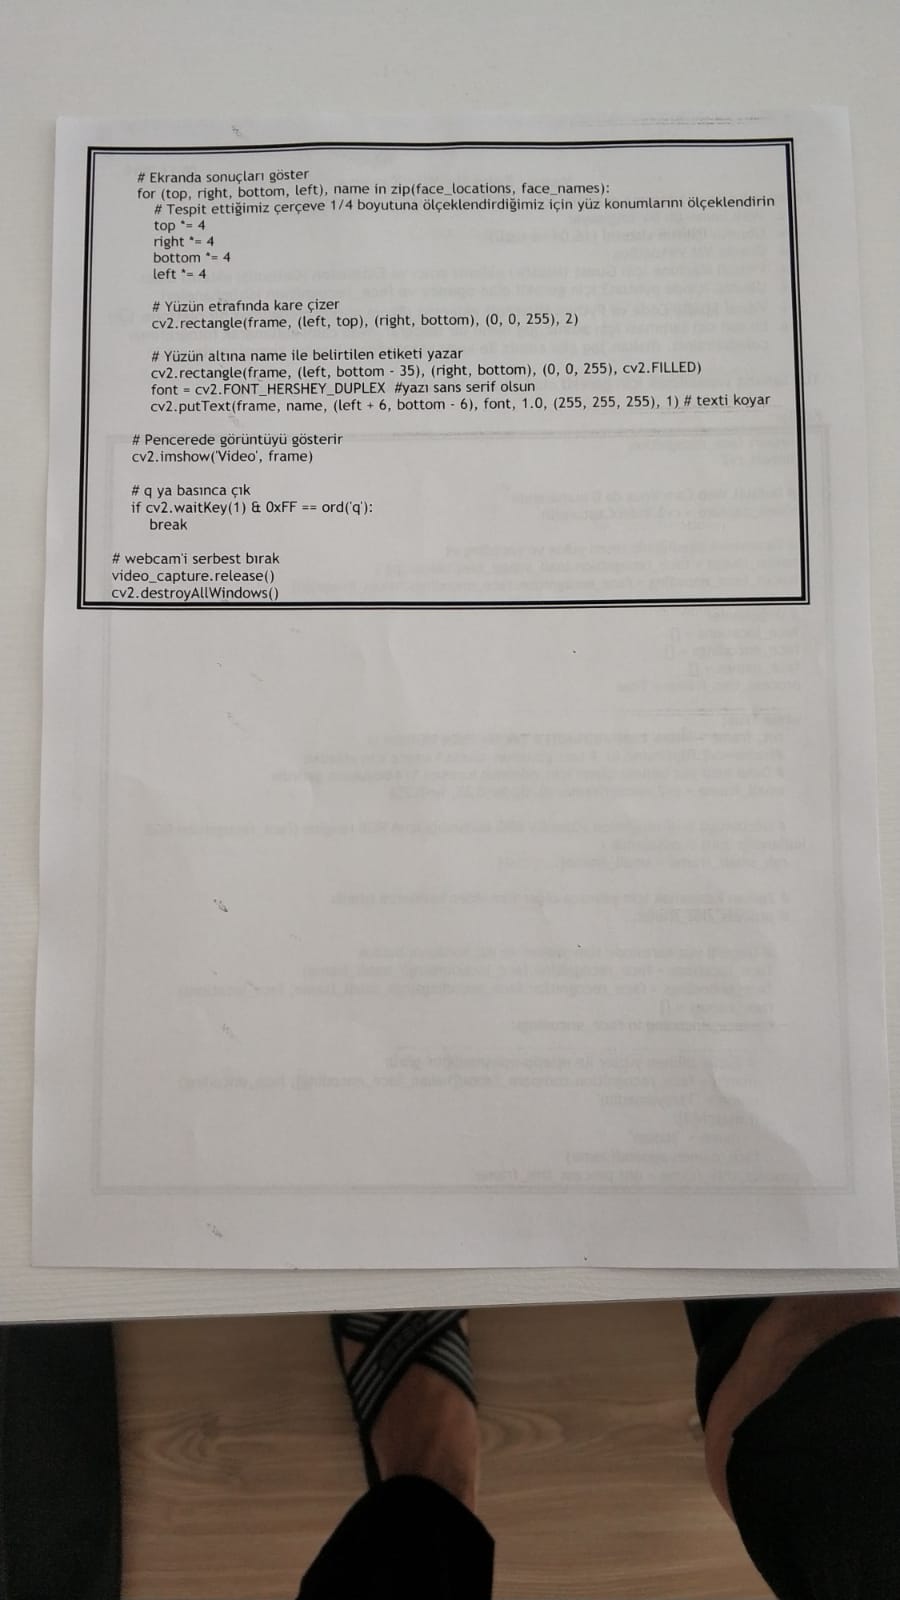 # Ekranda sonuçları göster
for (top, right, bottom, left), name in zip(face_locations, face_names):
# Tespit ettiğimiz çerçeve 1/4 boyutuna ölçeklendirdiğimiz için yüz konumlarını ölçeklendirin
top *= 4
right *= 4
bottom *= 4
left *= 4
# Yüzün etrafında kare çizer
cv2.rectangle(frame, (left, top), (right, bottom), (0, 0, 255), 2)
# Yüzün altına name ile belirtilen etiketi yazar
cv2.rectangle(frame, (left, bottom - 35), (right, bottom), (0, 0, 255), cv2.FILLED)
font = cv2.FONT_HERSHEY_DUPLEX #yazı sans serif olsun
cv2.putText(frame, name, (left + 6, bottom - 6), font, 1.0, (255, 255, 255), 1) # texti koyar
# Pencerede görüntüyü gösterir
cv2.imshow('Video', frame)
# q ya basınca çık
if cv2.waitKey(1) & 0xFF == ord('q'):
break
# webcam'i serbest bırak
video_capture.release()
cv2.destroyAllWindows()